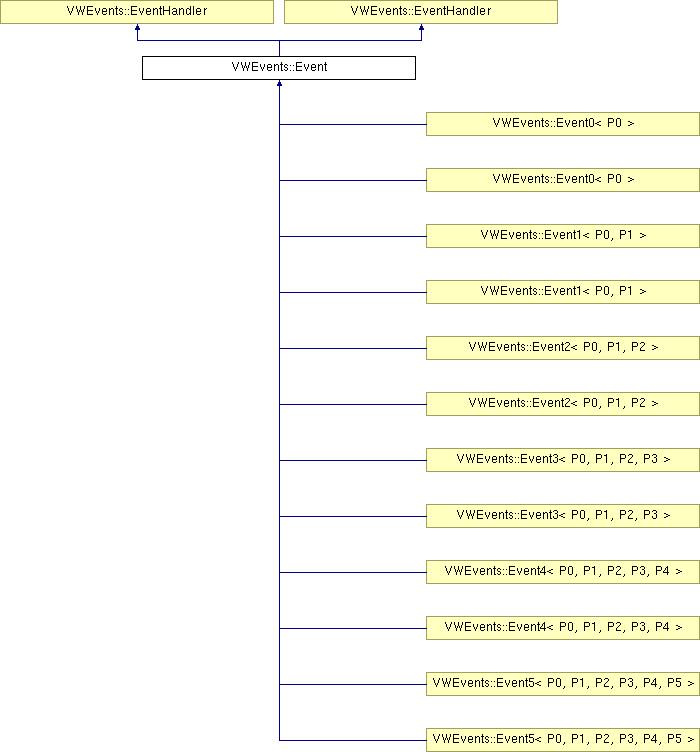 VWEvents::EventHandler
VWEvents::EventHandler
VWEvents::Event
VWEvents::Event0< P0 >
VWEvents::Event0< P0 >
VWEvents::Event1< P0, P1 >
VWEvents::Event1< P0, P1 >
VWEvents::Event2< P0, P1, P2 >
VWEvents::Event2< P0, P1, P2 >
VWEvents::Event3< P0, P1, P2, P3 >
VWEvents::Event3< P0, P1, P2, P3 >
VWEvents::Event4< P0, P1, P2, P3, P4 >
VWEvents::Event4< P0, P1, P2, P3, P4 >
VWEvents::Event5< P0, P1, P2, P3, P4, P5 >
VWEvents::Event5< P0, P1, P2, P3, P4, P5 >